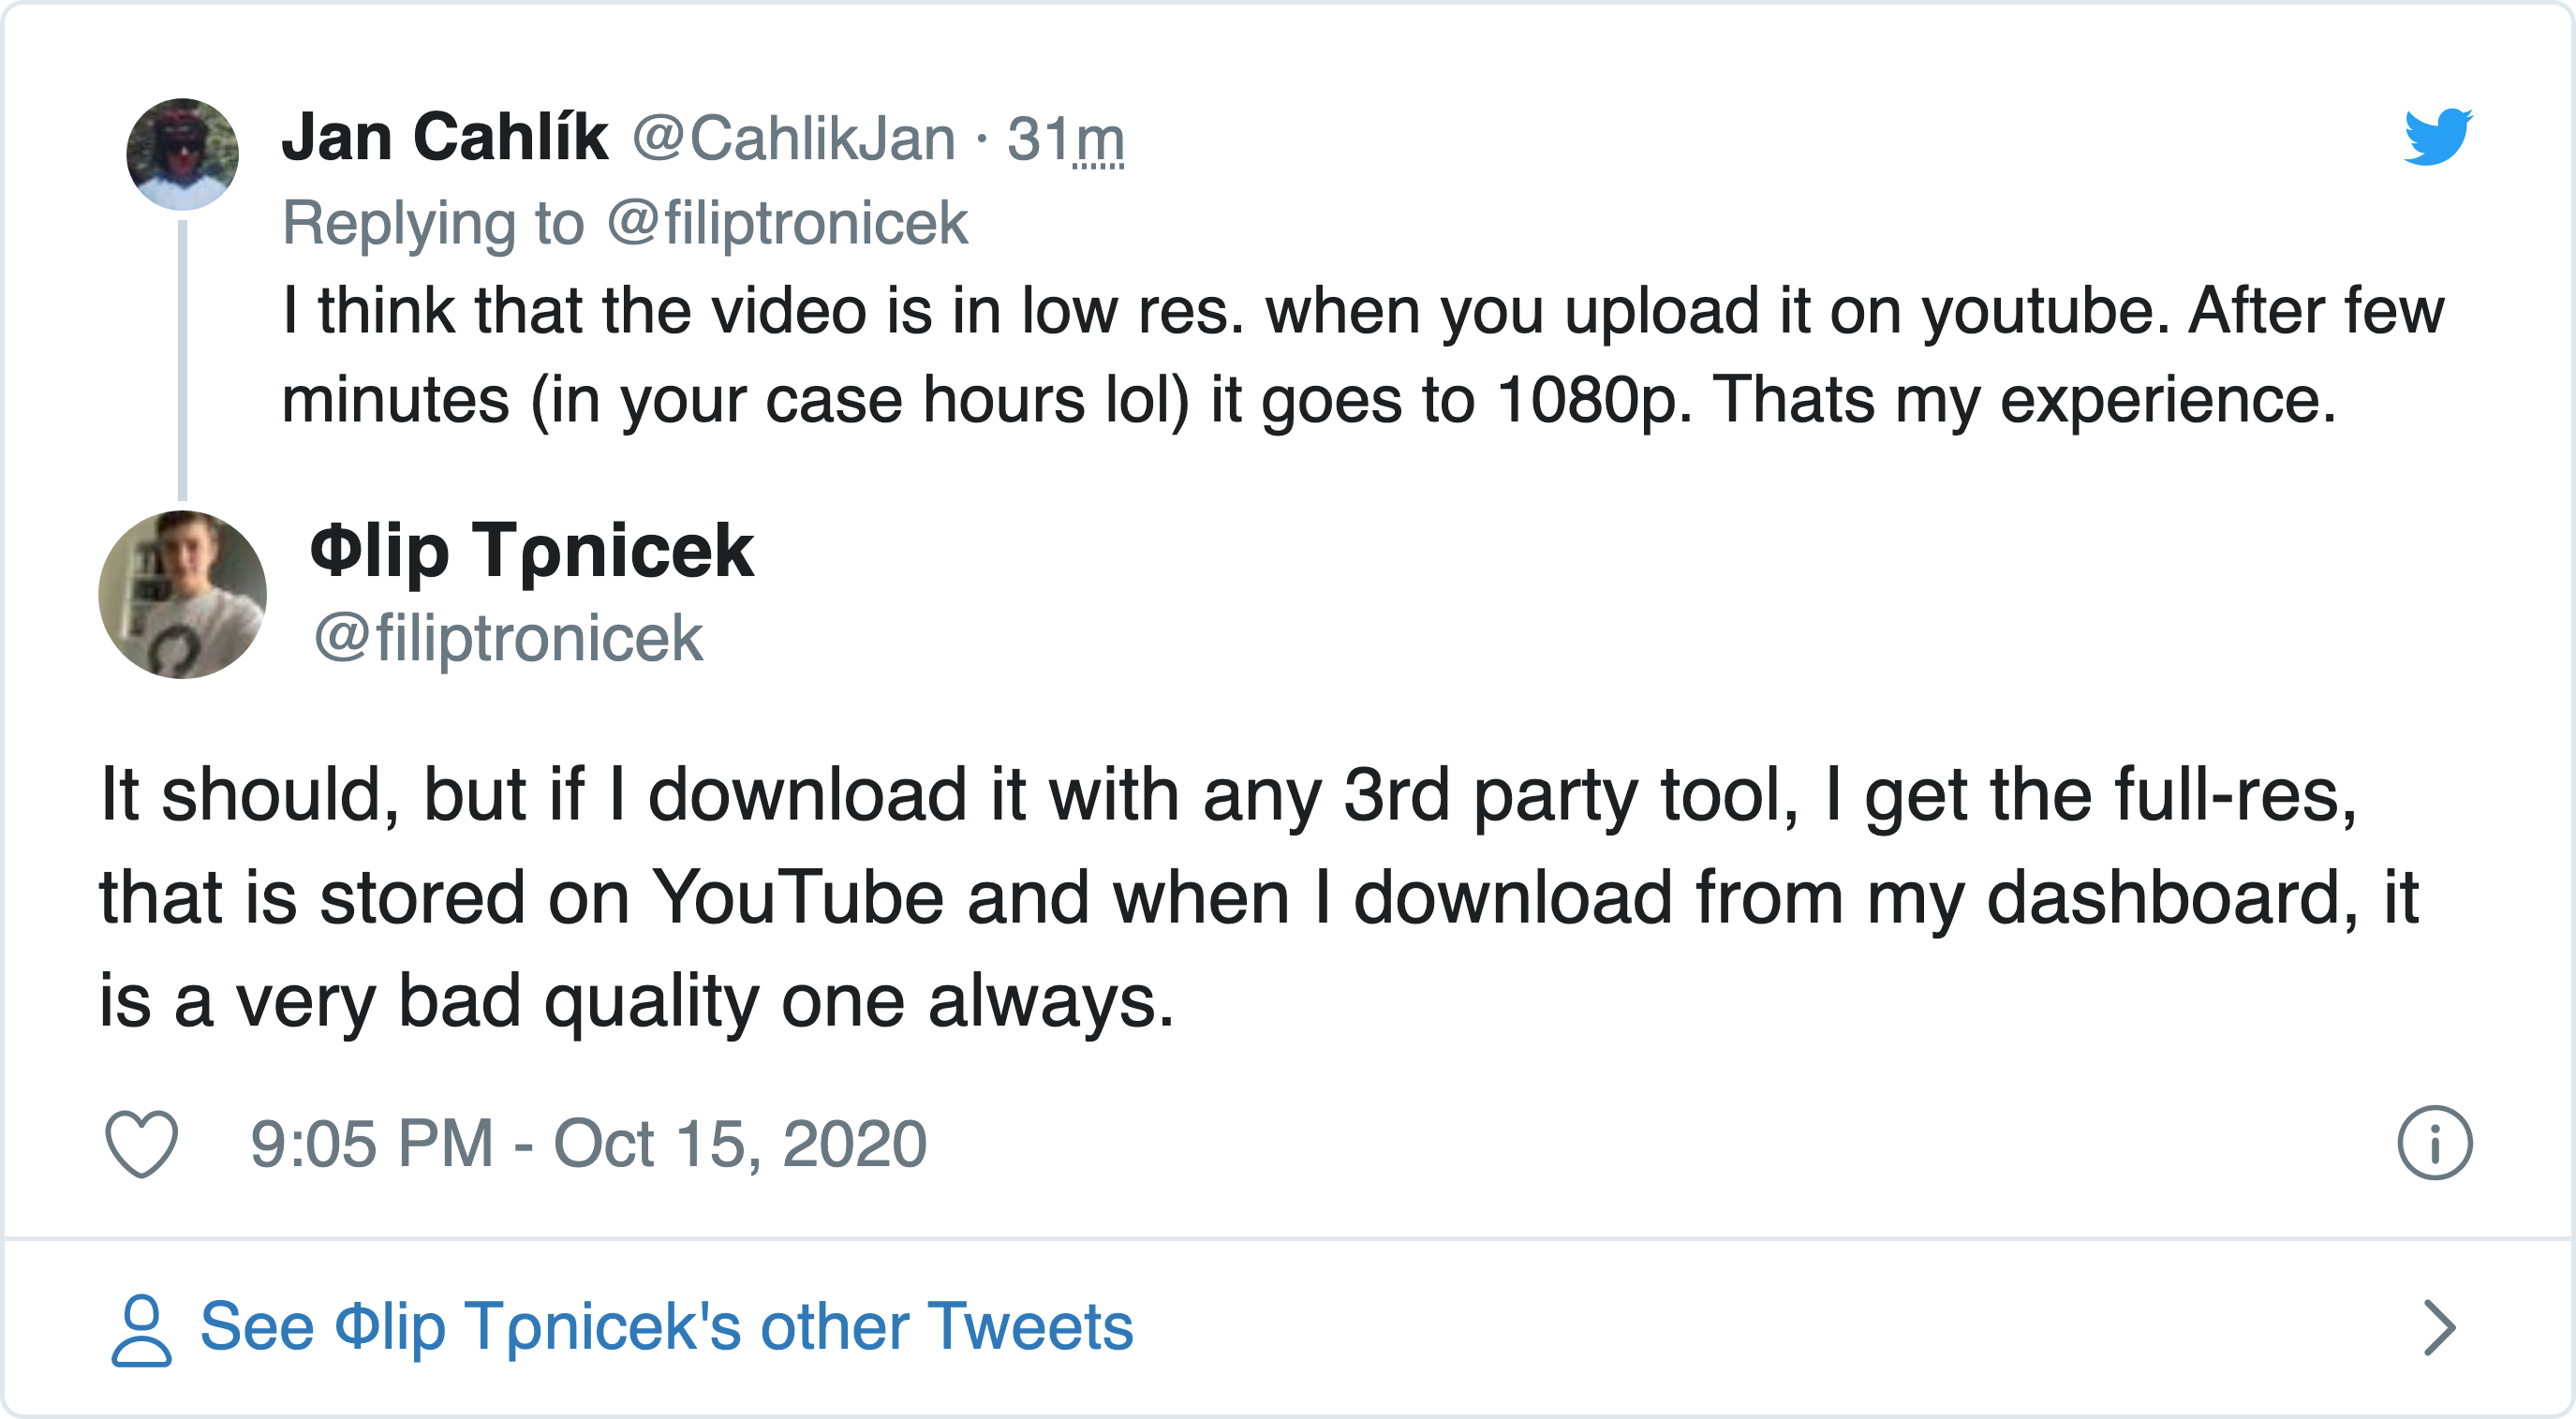 Jan Cahlík @CahlikJan · 31m
Replying to @filiptronicek
I think that the video is in low res. when you upload it on youtube. After few
minutes (in your case hours lol) it goes to 1080p. Thats my experience.
Φlip Tρnicek
@filiptronicek
It should, but if I download it with any 3rd party tool, I get the full-res,
that is stored on YouTube and when I download from my dashboard, it
is a very bad quality one always.
9:05 PM - Oct 15, 2020
See Φlip Tρnicek's other Tweets